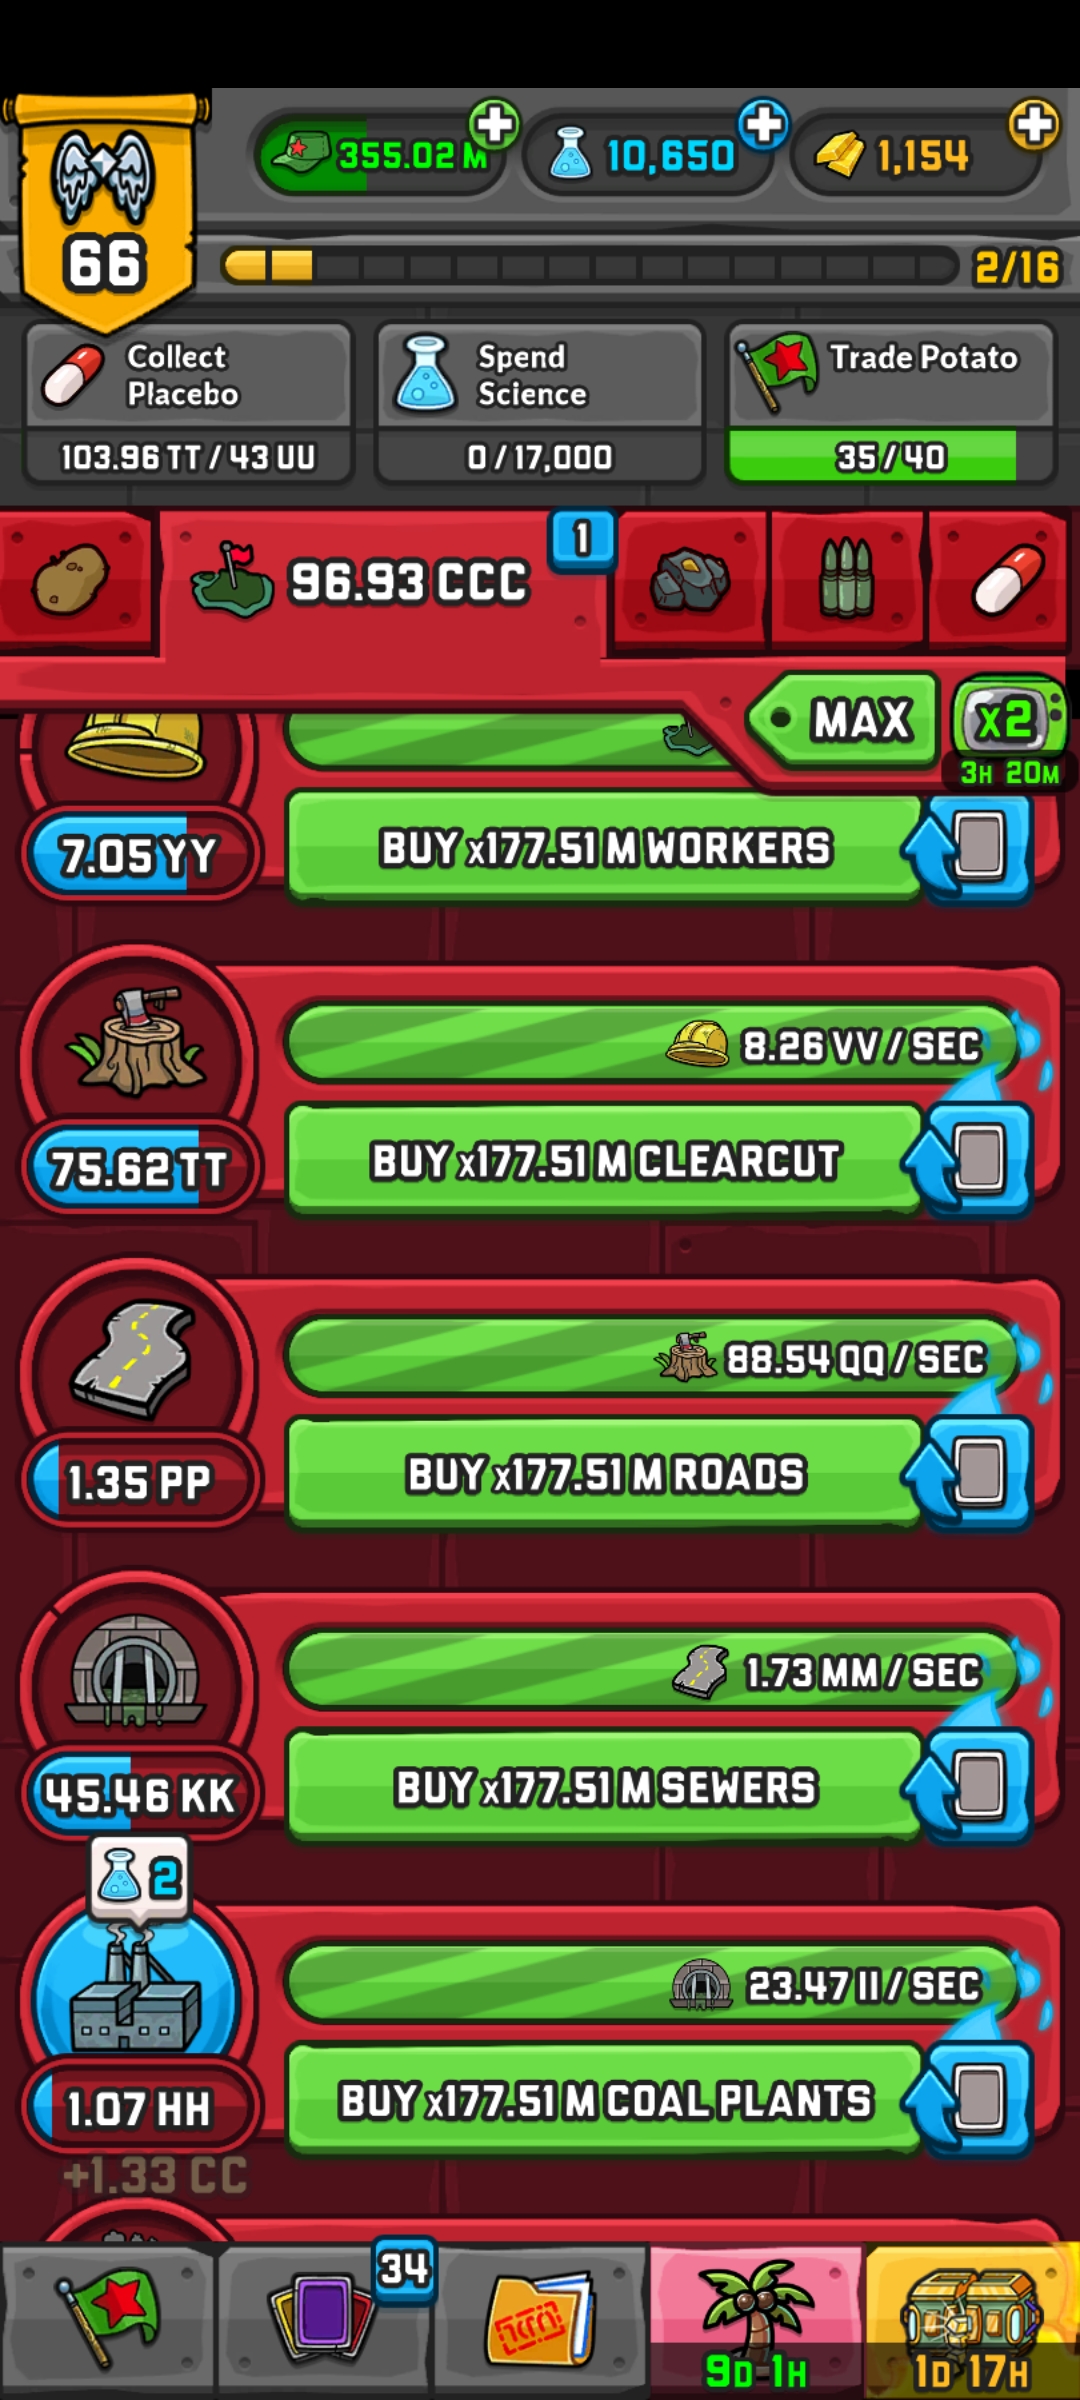 355.02 M
10,650
1,154
66
2/16
Collect
Placebo
103.96 TT / 43 UU
Spend
Science
0 / 17,000
Trade Potato
35 / 40
96.93 CCC
1
MAX
x2
3H 20M
7.05 YY
BUY x177.51 M WORKERS
75.62 TT
8.26 VV / SEC
BUY x177.51 M CLEARCUT
1.35 PP
88.54 QQ / SEC
BUY x177.51 M ROADS
45.46 KK
1.73 MM / SEC
BUY x177.51 M SEWERS
2
1.07 HH
23.47 II / SEC
BUY x177.51 M COAL PLANTS
+1.33 CC
34
9D 1H
1D 17H